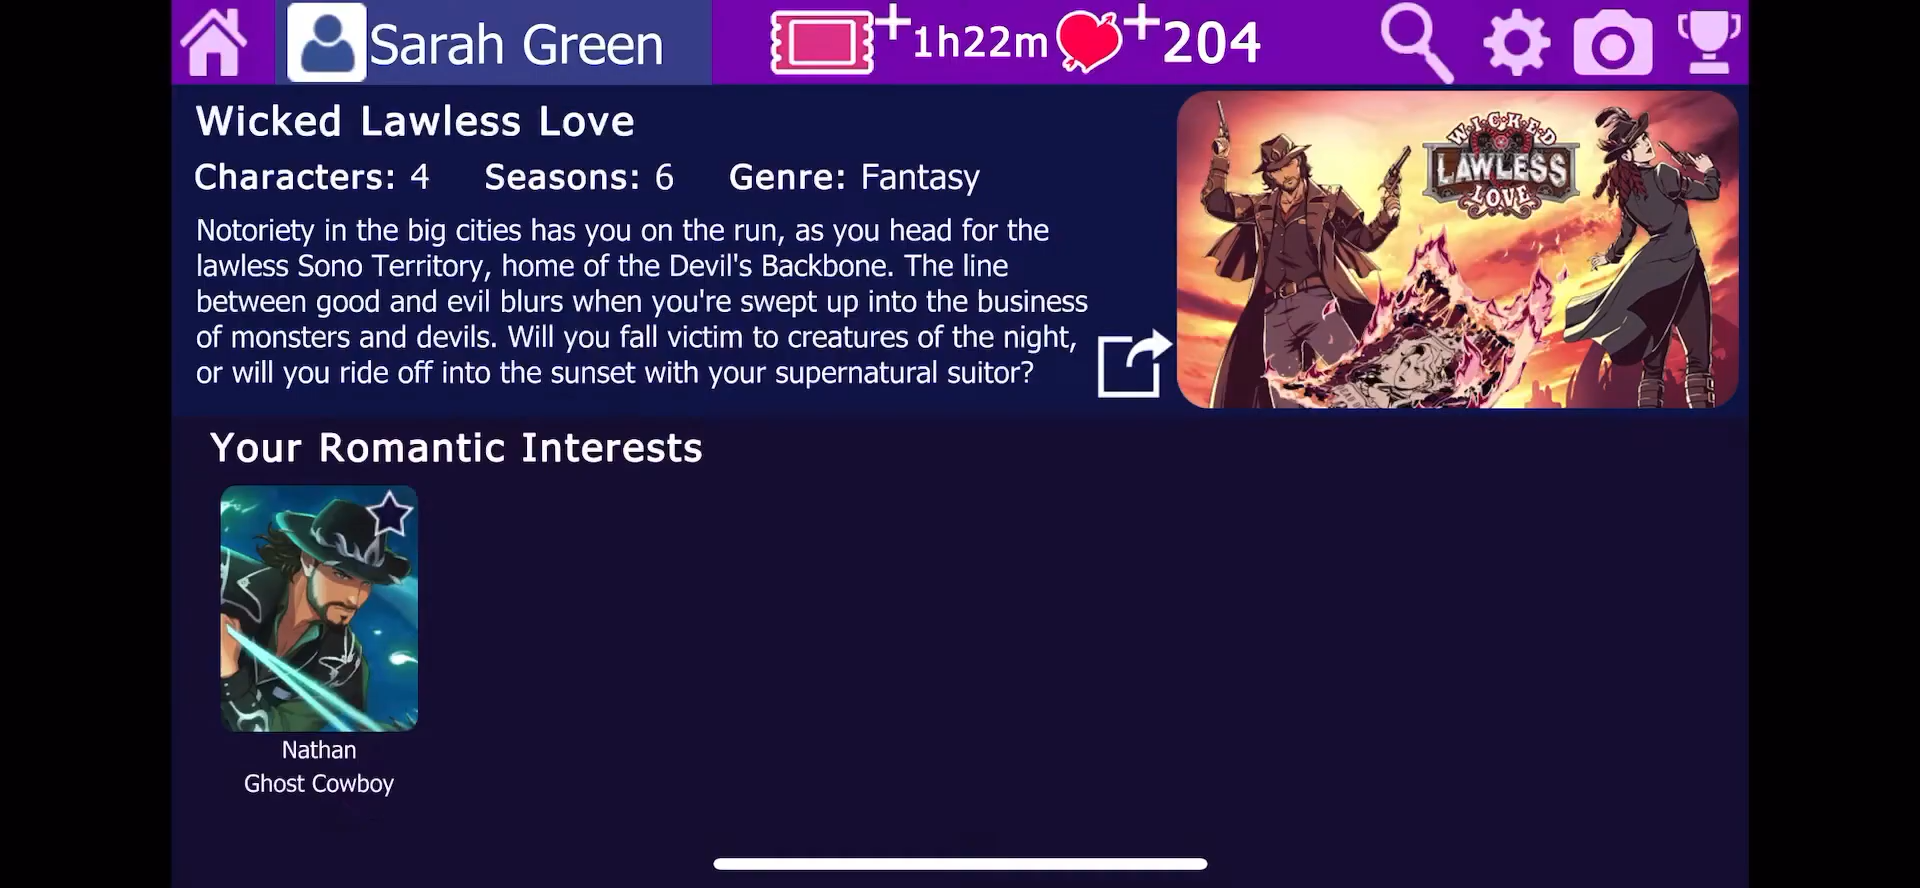 Sarah Green
1h22m
204
Wicked Lawless Love
Characters: 4 Seasons: 6 Genre: Fantasy
Notoriety in the big cities has you on the run, as you head for the
lawless Sono Territory, home of the Devil's Backbone. The line
between good and evil blurs when you're swept up into the business
of monsters and devils. Will you fall victim to creatures of the night,
or will you ride off into the sunset with your supernatural suitor?
WICKED
LAWLESS
LOVE
Your Romantic Interests
Nathan
Ghost Cowboy